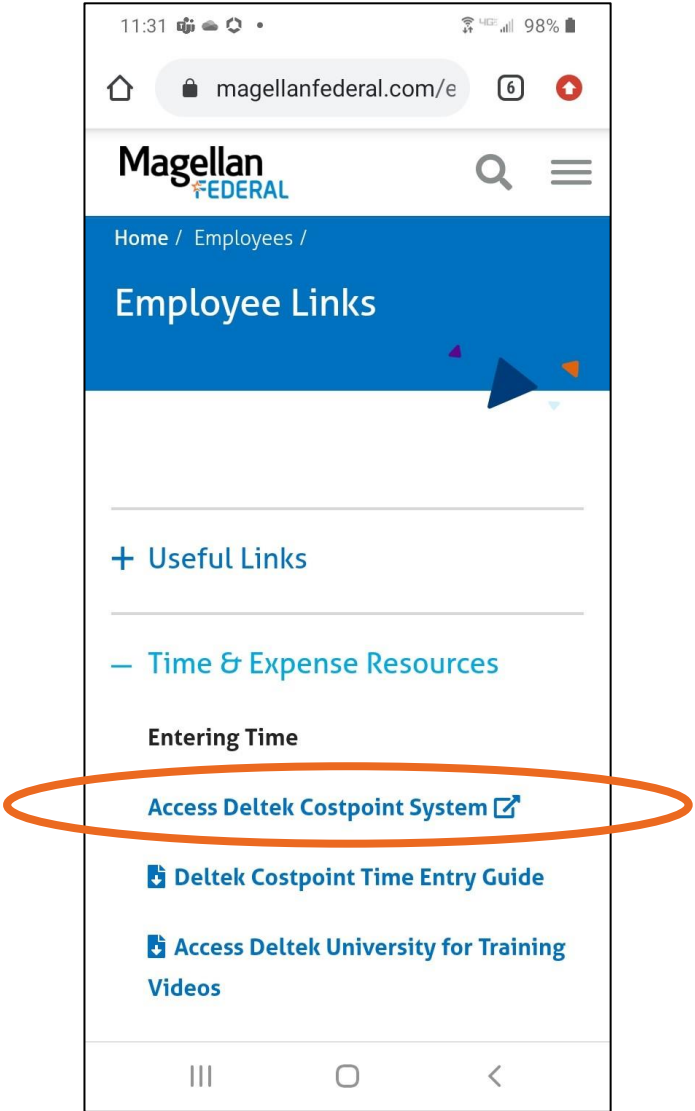 11:31
4GE 98%
magellanfederal.com/e 6
Magellan
FEDERAL
Home / Employees /
Employee Links
+ Useful Links
– Time & Expense Resources
Entering Time
Access Deltek Costpoint System
Deltek Costpoint Time Entry Guide
Access Deltek University for Training
Videos